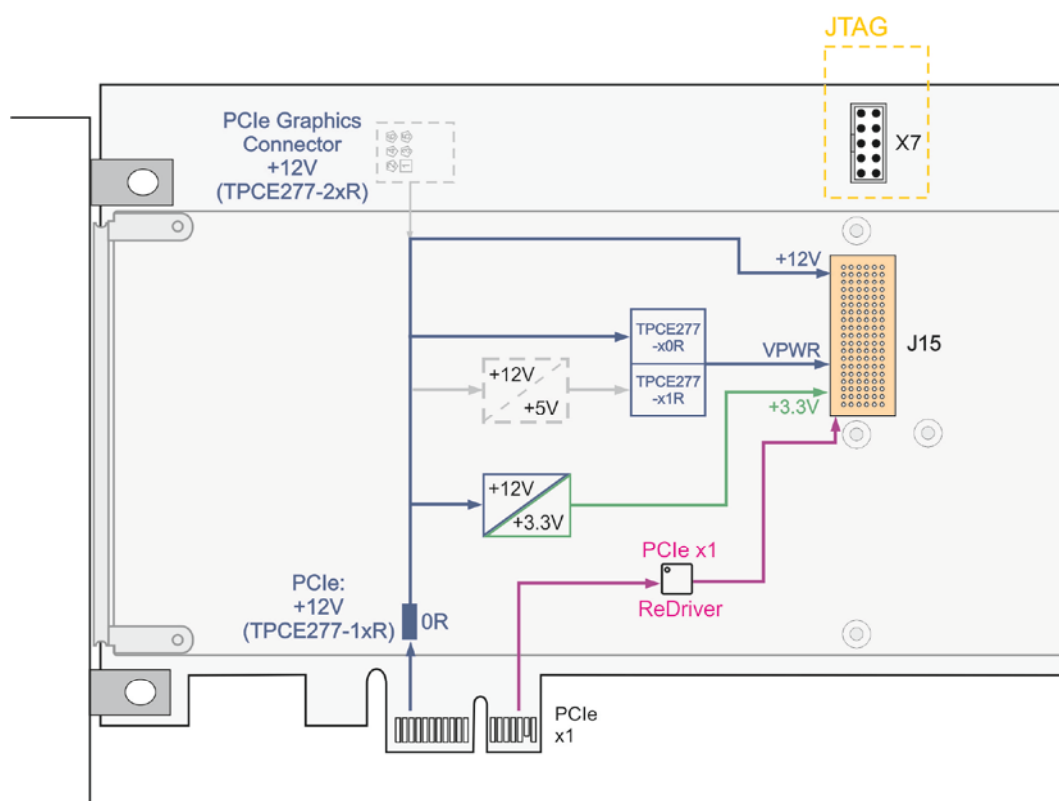 JTAG
X7
PCIe Graphics
Connector
+12V
(TPCE277-2xR)
1
+12V
TPCE277
-x0R
VPWR
J15
+12V
+5V
TPCE277
-x1R
+3.3V
+12V
+3.3V
PCIe x1
ReDriver
PCIe:
+12V
(TPCE277-1xR)
0R
PCIe
x1